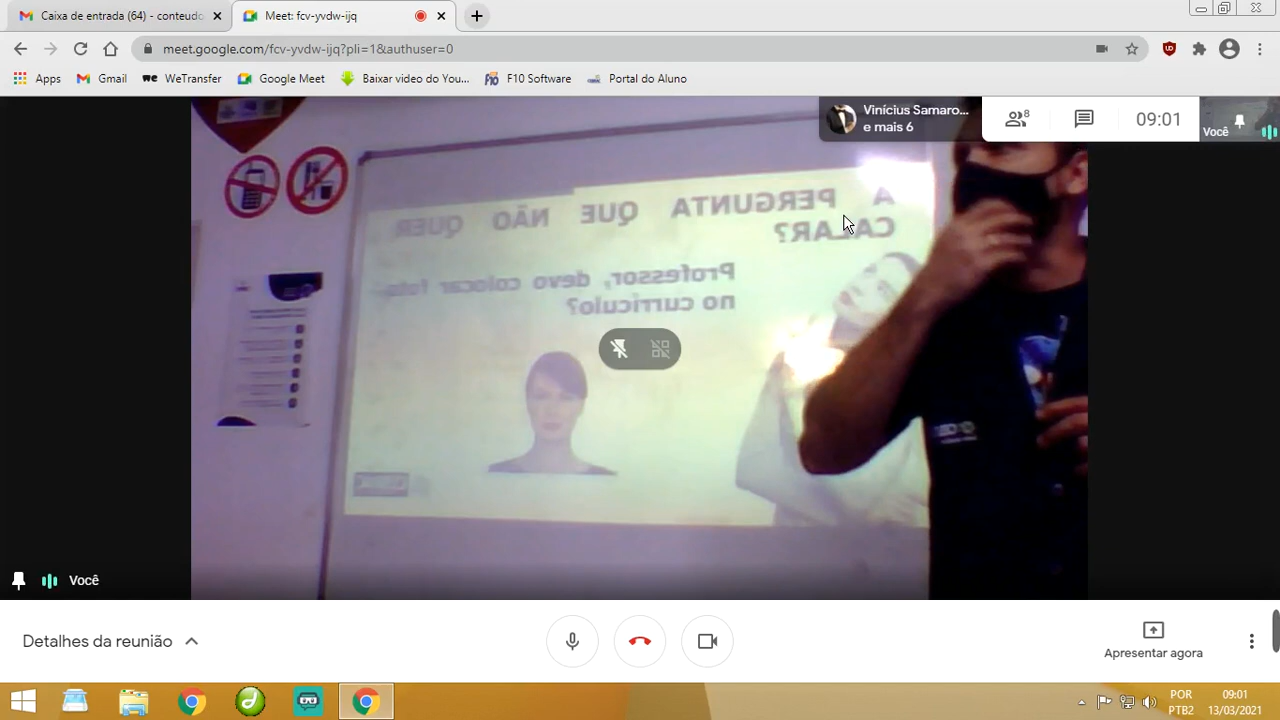 Caixa de entrada (64) - conteudo
Meet: fcv-yvdw-ijq
meet.google.com/fcv-yvdw-ijq?pli=1&authuser=0
Apps
Gmail
WeTransfer
Google Meet
Baixar video do You...
F10 Software
Portal do Aluno
Vinícius Samaro...
e mais 6
8
09:01
Você
A PERGUNTA QUE NÃO QUER
CALAR?
Professor, devo colocar foto
no currículo?
Você
Detalhes da reunião
Apresentar agora
POR
PTB2
09:01
13/03/2021